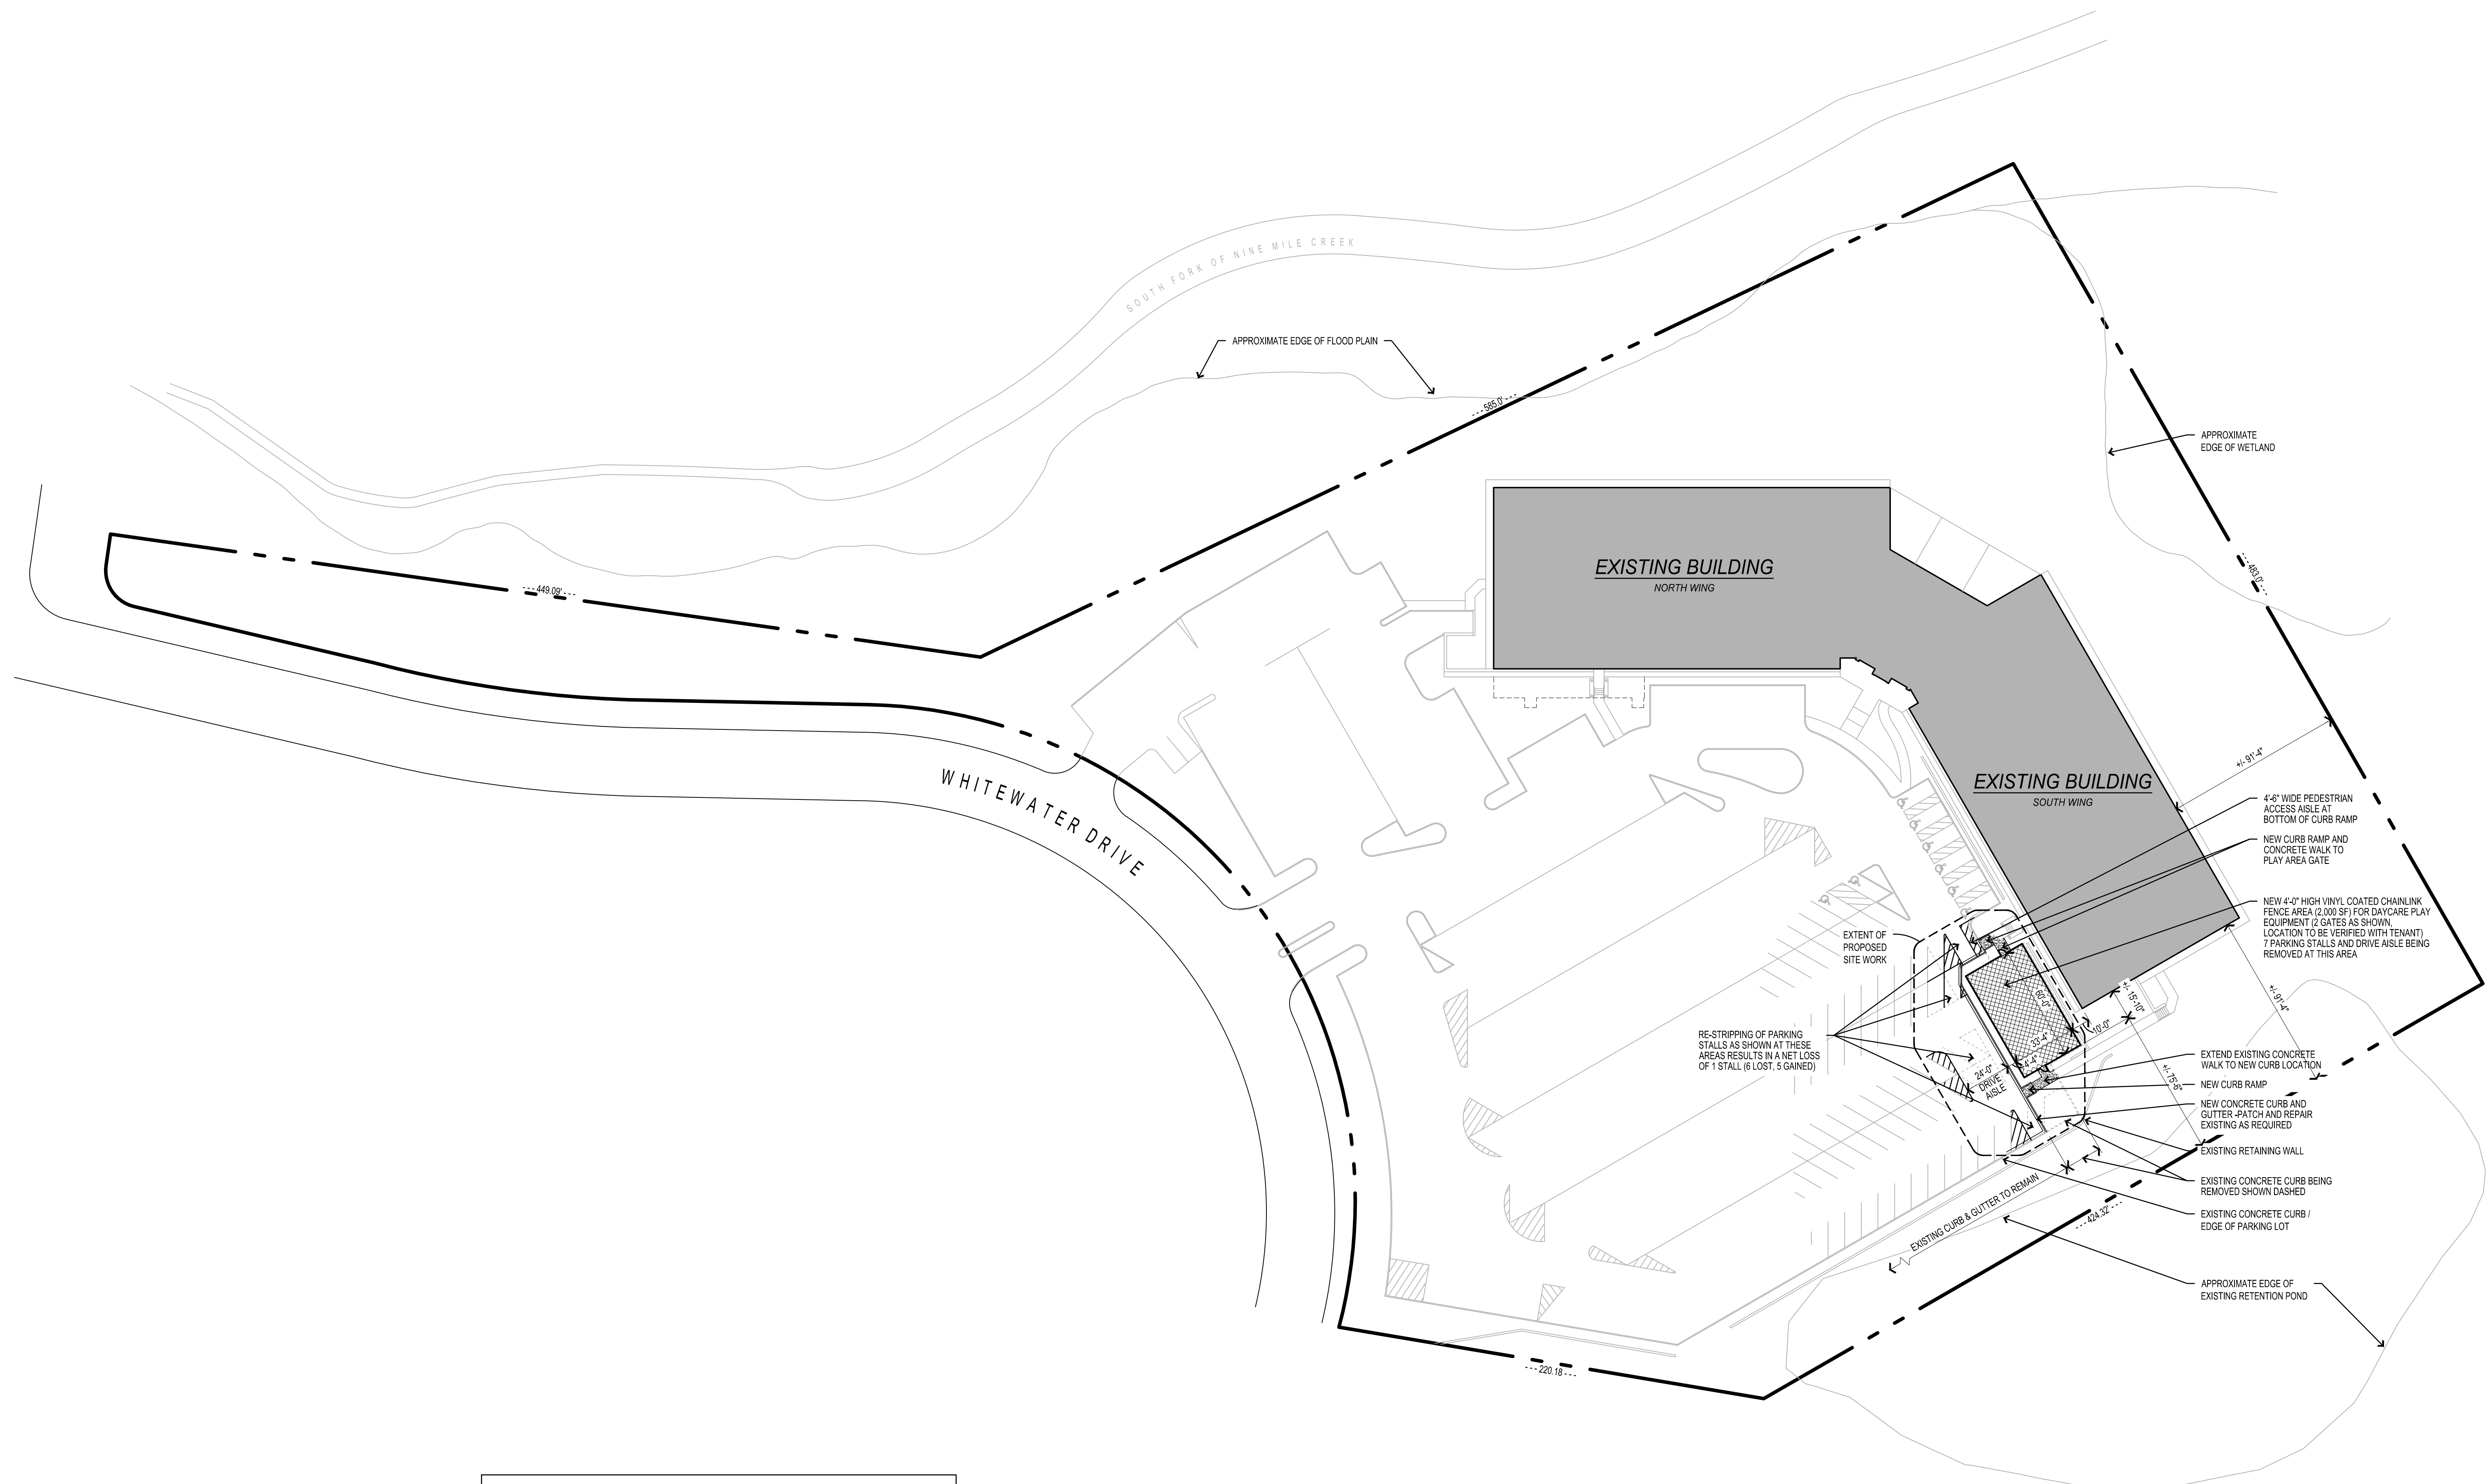 SOUTH FORK OF NINE MILE CREEK
APPROXIMATE EDGE OF FLOOD PLAIN
585.0'
APPROXIMATE
EDGE OF WETLAND
449.09'
483.0'
EXISTING BUILDING
NORTH WING
WHITEWATER DRIVE
+/- 91'-4"
EXISTING BUILDING
SOUTH WING
4'-6" WIDE PEDESTRIAN
ACCESS AISLE AT
BOTTOM OF CURB RAMP
NEW CURB RAMP AND
CONCRETE WALK TO
PLAY AREA GATE
NEW 4'-0" HIGH VINYL COATED CHAINLINK
FENCE AREA (2,000 SF) FOR DAYCARE PLAY
EQUIPMENT (2 GATES AS SHOWN,
LOCATION TO BE VERIFIED WITH TENANT)
7 PARKING STALLS AND DRIVE AISLE BEING
REMOVED AT THIS AREA
EXTENT OF
PROPOSED
SITE WORK
60'-0"
+/- 15'-10"
+/- 91'-4"
10'-0"
33'-4"
4'-4"
RE-STRIPPING OF PARKING
STALLS AS SHOWN AT THESE
AREAS RESULTS IN A NET LOSS
OF 1 STALL (6 LOST, 5 GAINED)
24'-0"
DRIVE
AISLE
+/- 75'-6"
EXTEND EXISTING CONCRETE
WALK TO NEW CURB LOCATION
NEW CURB RAMP
NEW CONCRETE CURB AND
GUTTER -PATCH AND REPAIR
EXISTING AS REQUIRED
EXISTING RETAINING WALL
EXISTING CONCRETE CURB BEING
REMOVED SHOWN DASHED
EXISTING CONCRETE CURB /
EDGE OF PARKING LOT
EXISTING CURB & GUTTER TO REMAIN
424.32'
APPROXIMATE EDGE OF
EXISTING RETENTION POND
220.18